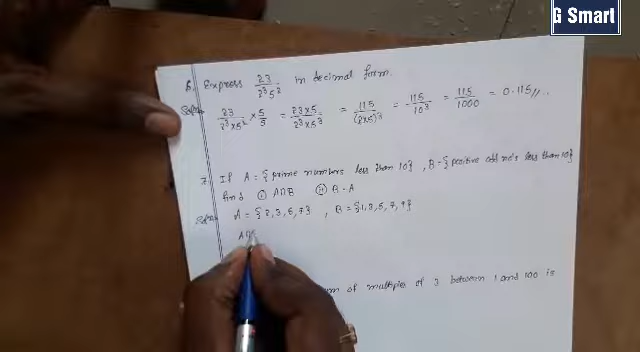 G Smart
6. Express 23/2³5² in decimal form.
Soln:- 23/2³×5² × 5/5 = 23×5/2³×5³ = 115/(2×5)³ = 115/10³ = 115/1000 = 0.115//.
7. If A = {prime numbers less than 10}, B = {positive odd no's less than 10}
find (i) A∩B (ii) B-A
Soln:- A = {2, 3, 5, 7}, B = {1, 3, 5, 7, 9}
A∩
of multiples of 3 between 1 and 100 is